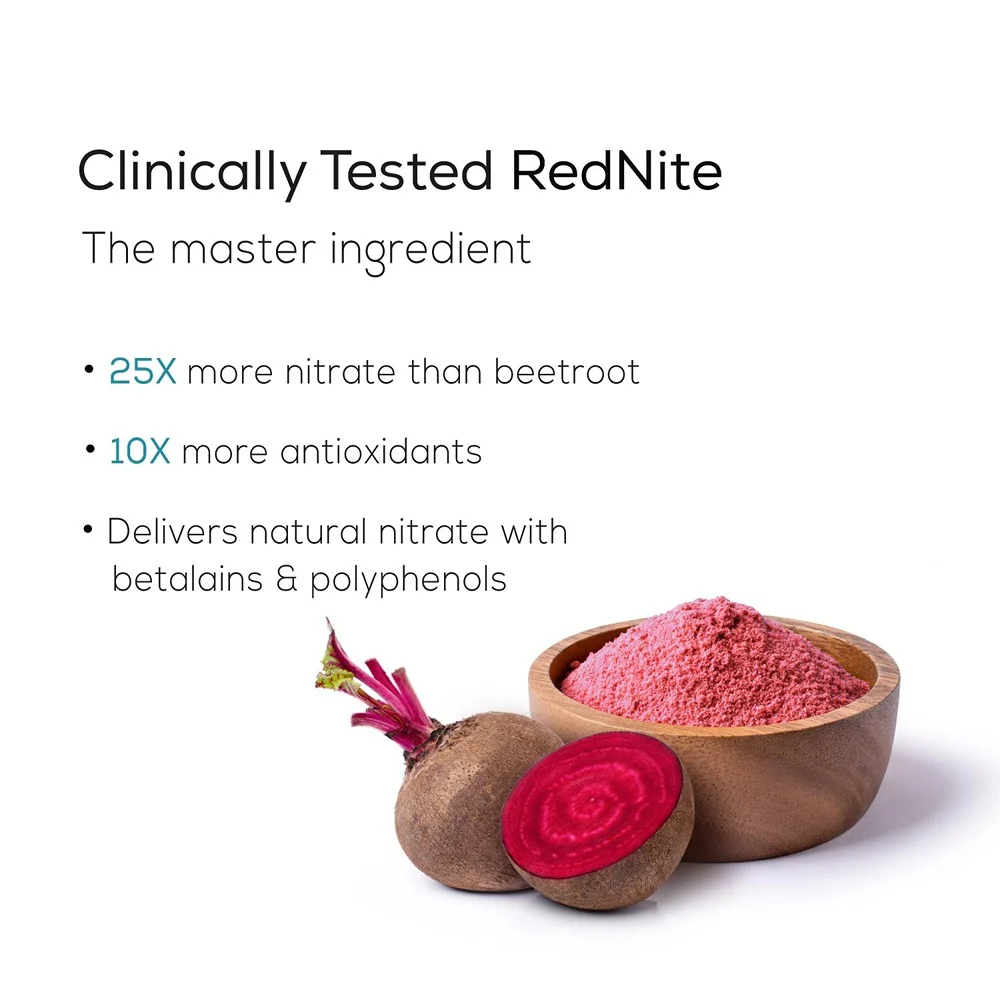 Clinically Tested RedNite
The master ingredient
• 25X more nitrate than beetroot
• 10X more antioxidants
• Delivers natural nitrate with
betalains & polyphenols